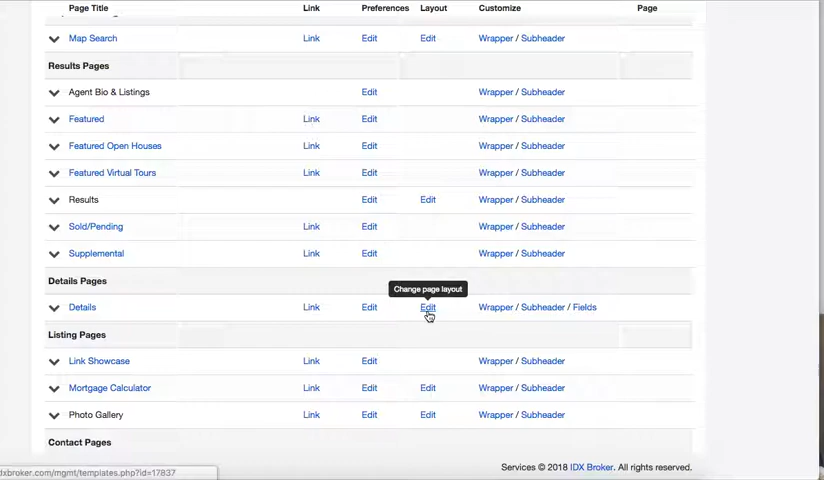 Page Title Link Preferences Layout Customize Page
Map Search Link Edit Edit Wrapper / Subheader
Results Pages
Agent Bio & Listings Edit Wrapper / Subheader
Featured Link Edit Wrapper / Subheader
Featured Open Houses Link Edit Wrapper / Subheader
Featured Virtual Tours Link Edit Wrapper / Subheader
Results Edit Edit Wrapper / Subheader
Sold/Pending Link Edit Wrapper / Subheader
Supplemental Link Edit Wrapper / Subheader
Details Pages
Change page layout
Details Link Edit Edit Wrapper / Subheader / Fields
Listing Pages
Link Showcase Link Edit Wrapper / Subheader
Mortgage Calculator Link Edit Edit Wrapper / Subheader
Photo Gallery Link Edit Edit Wrapper / Subheader
Contact Pages
Services © 2018 IDX Broker. All rights reserved.
dxbroker.com/mgmt/templates.php?id=17837